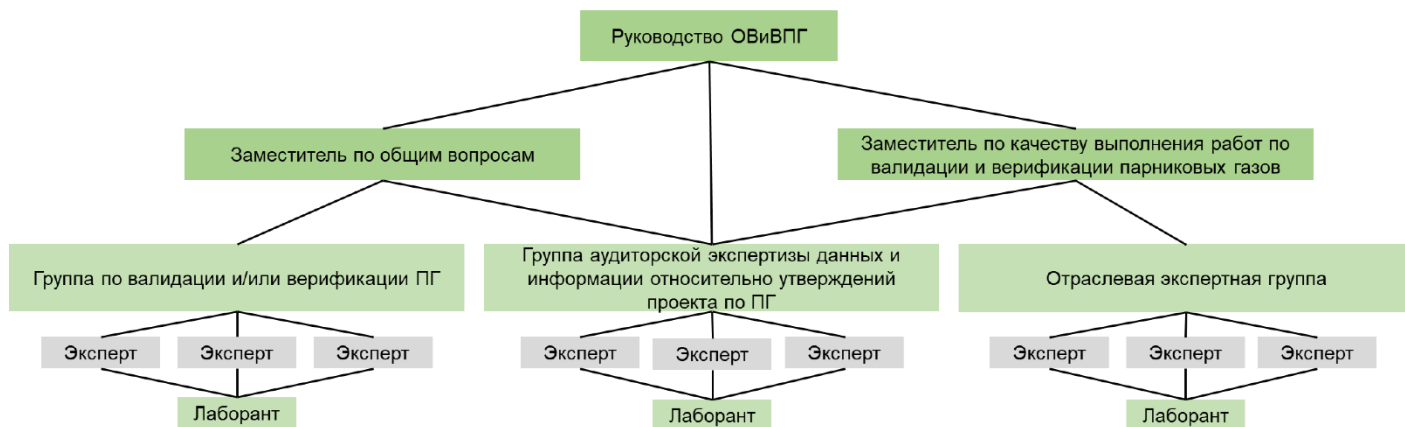 Руководство ОВиВПГ
Заместитель по общим вопросам
Заместитель по качеству выполнения работ по
валидации и верификации парниковых газов
Группа по валидации и/или верификации ПГ
Группа аудиторской экспертизы данных и
информации относительно утверждений
проекта по ПГ
Отраслевая экспертная группа
Эксперт
Эксперт
Эксперт
Эксперт
Эксперт
Эксперт
Эксперт
Эксперт
Эксперт
Лаборант
Лаборант
Лаборант